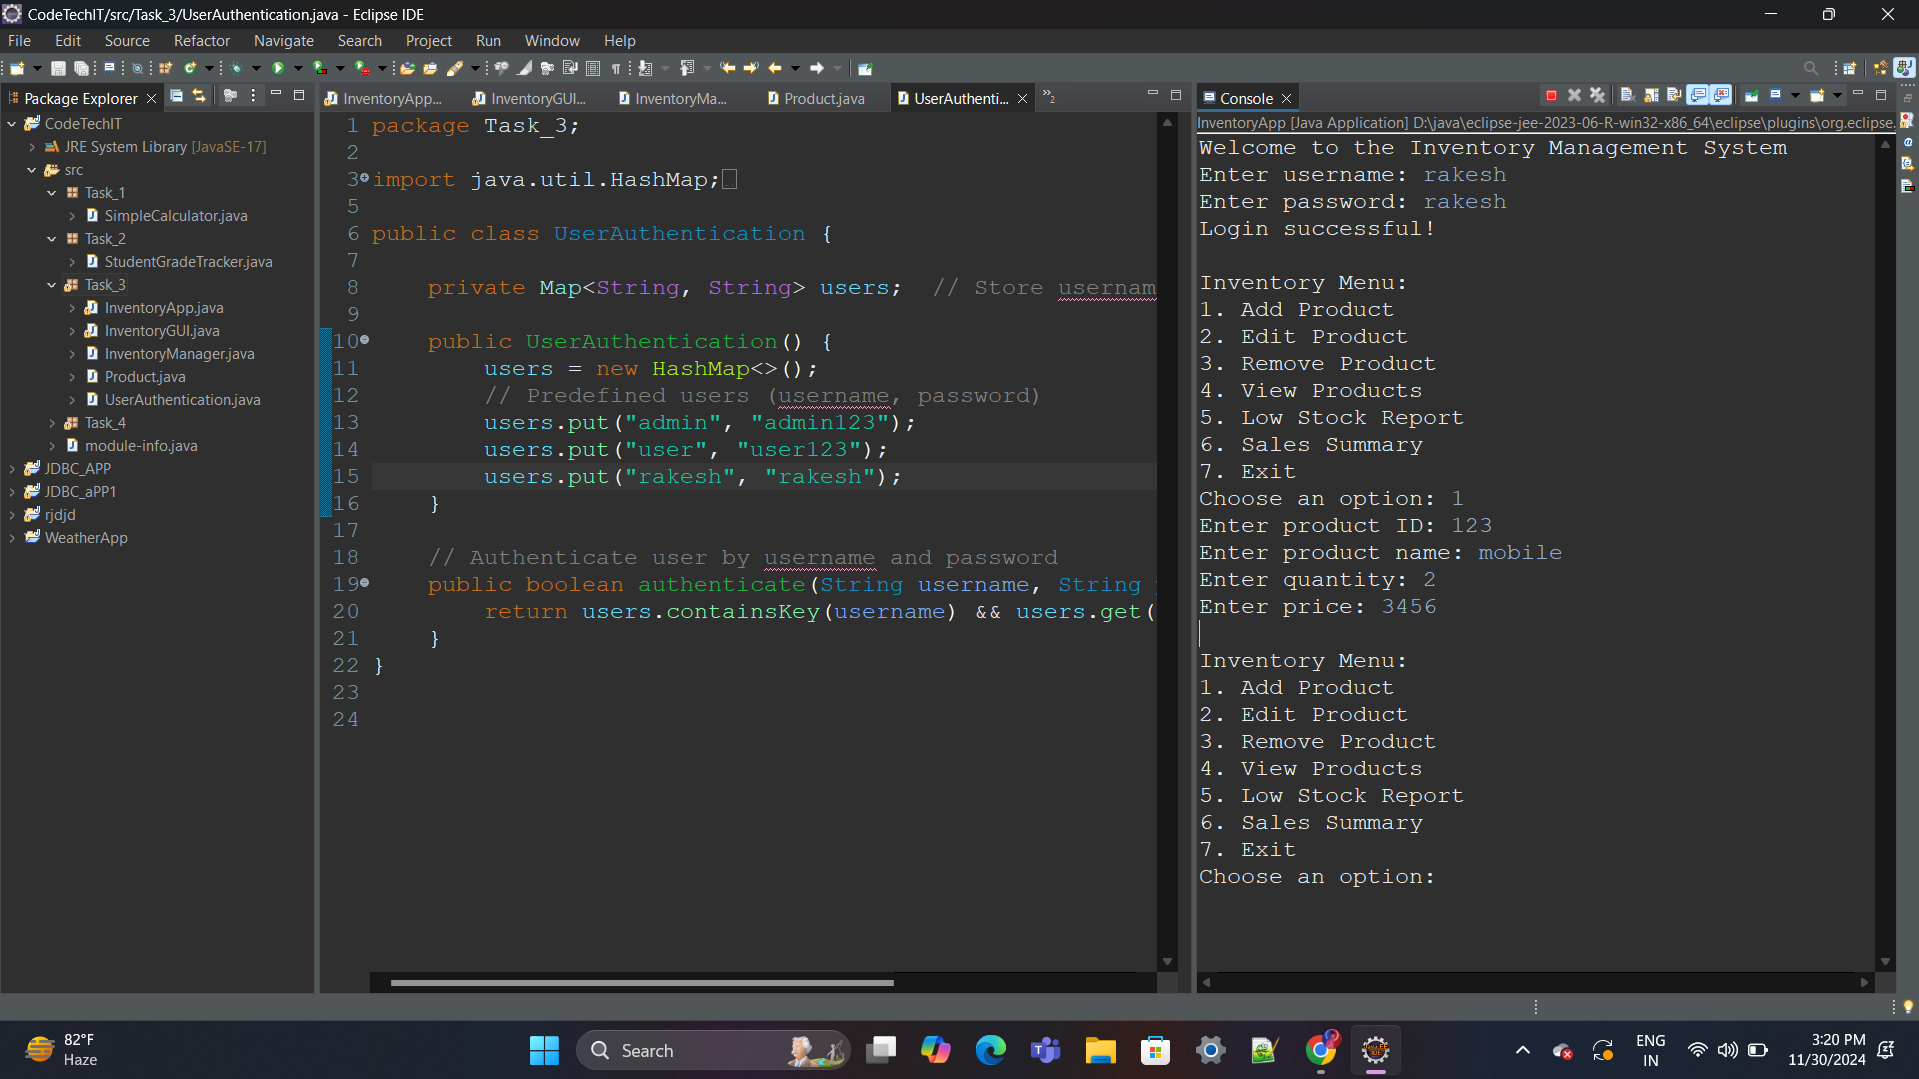 CodeTechIT/src/Task_3/UserAuthentication.java - Eclipse IDE
File Edit Source Refactor Navigate Search Project Run Window Help
Package Explorer
CodeTechIT
JRE System Library [JavaSE-17]
src
Task_1
SimpleCalculator.java
Task_2
StudentGradeTracker.java
Task_3
InventoryApp.java
InventoryGUI.java
InventoryManager.java
Product.java
UserAuthentication.java
Task_4
module-info.java
JDBC_APP
JDBC_aPP1
rjdjd
WeatherApp
InventoryApp... InventoryGUI... InventoryMa... Product.java UserAuthenti... »2
1 package Task_3;
2
3 import java.util.HashMap;
5
6 public class UserAuthentication {
7
8 private Map<String, String> users; // Store usernam
9
10 public UserAuthentication() {
11 users = new HashMap<>();
12 // Predefined users (username, password)
13 users.put("admin", "admin123");
14 users.put("user", "user123");
15 users.put("rakesh", "rakesh");
16 }
17
18 // Authenticate user by username and password
19 public boolean authenticate(String username, String
20 return users.containsKey(username) && users.get(
21 }
22 }
23
24
Console
InventoryApp [Java Application] D:\java\eclipse-jee-2023-06-R-win32-x86_64\eclipse\plugins\org.eclipse.
Welcome to the Inventory Management System
Enter username: rakesh
Enter password: rakesh
Login successful!
Inventory Menu:
1. Add Product
2. Edit Product
3. Remove Product
4. View Products
5. Low Stock Report
6. Sales Summary
7. Exit
Choose an option: 1
Enter product ID: 123
Enter product name: mobile
Enter quantity: 2
Enter price: 3456
Inventory Menu:
1. Add Product
2. Edit Product
3. Remove Product
4. View Products
5. Low Stock Report
6. Sales Summary
7. Exit
Choose an option:
82°F
Haze
Search
ENG
IN
3:20 PM
11/30/2024